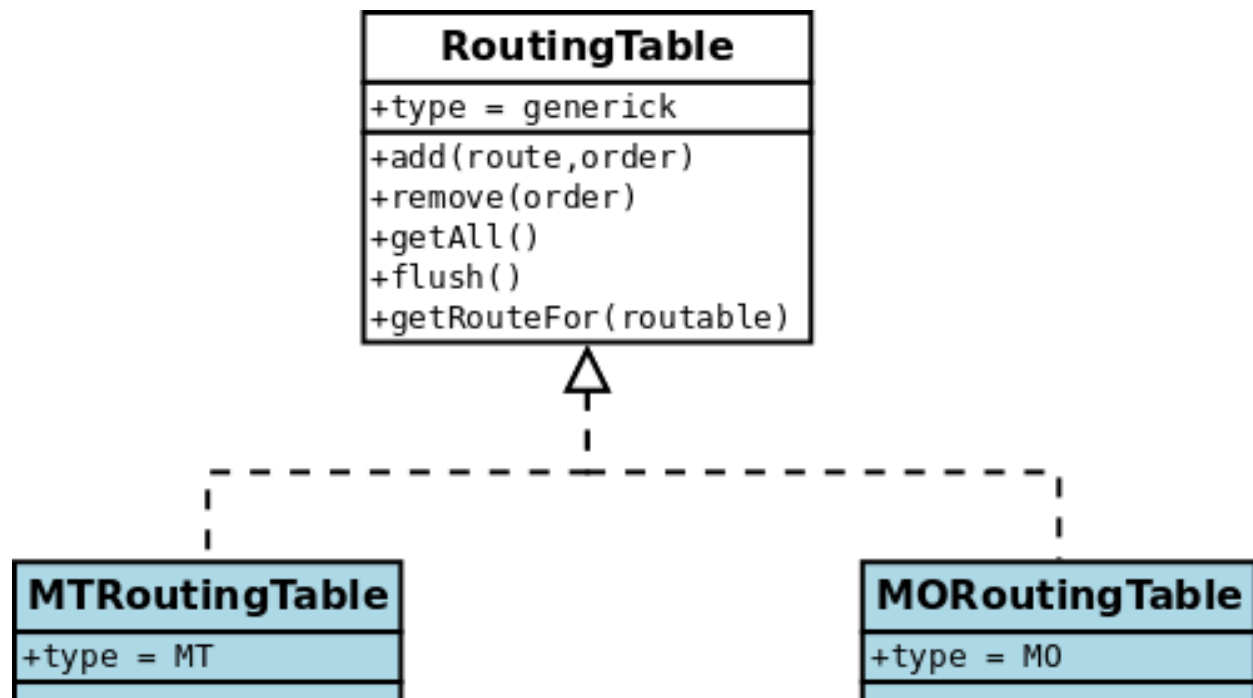 RoutingTable
+type = generick
+add(route,order)
+remove(order)
+getAll()
+flush()
+getRouteFor(routable)
MTRoutingTable
+type = MT
MORoutingTable
+type = MO